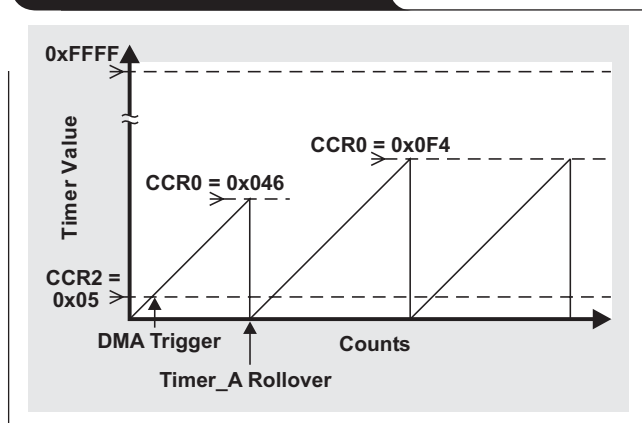 0xFFFF
Timer Value
CCR0 = 0x0F4
CCR0 = 0x046
CCR2 =
0x05
DMA Trigger
Counts
Timer_A Rollover